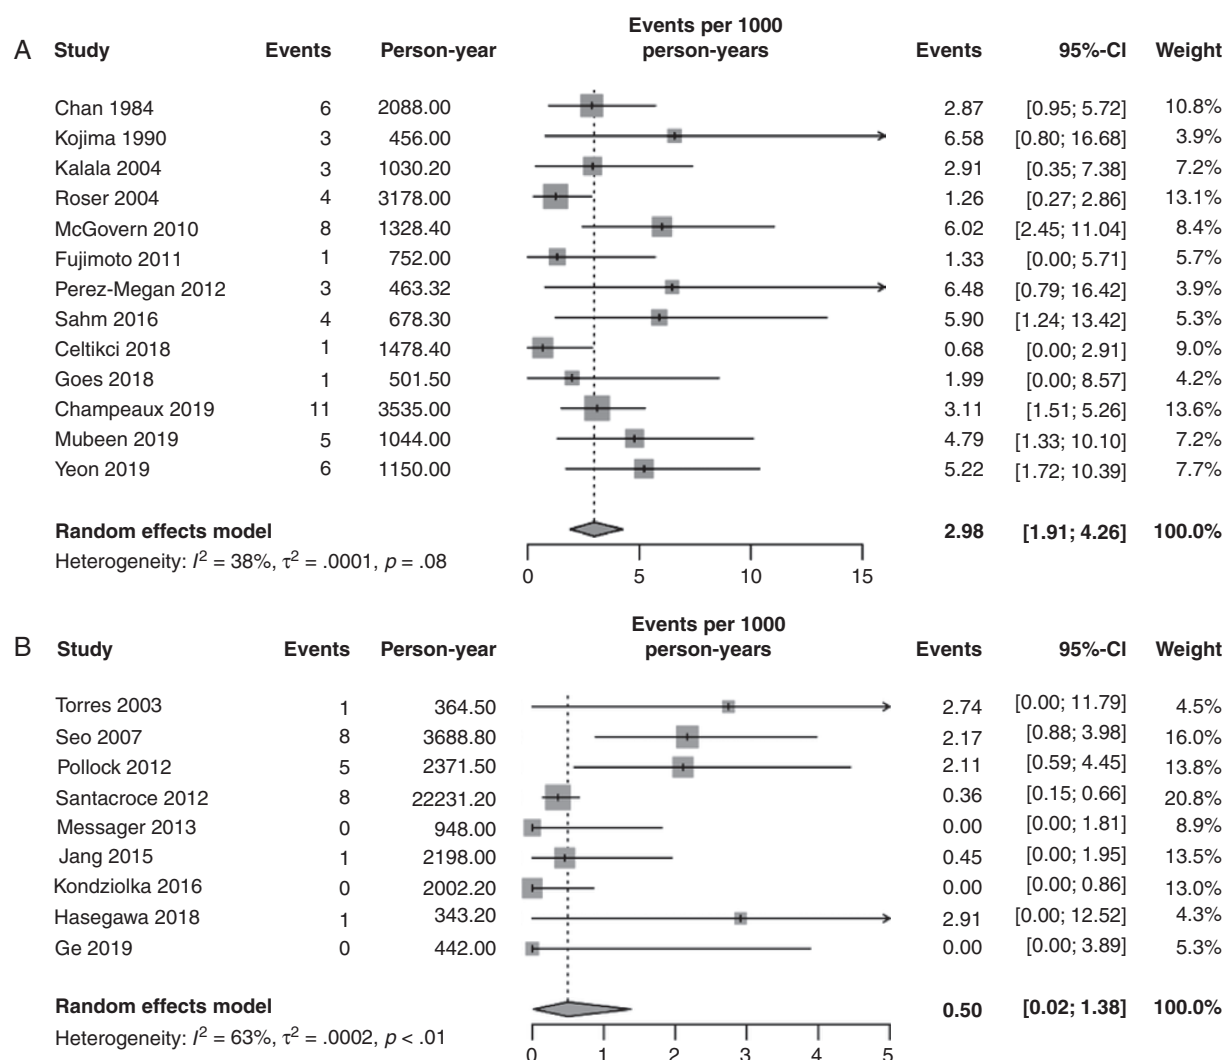 Events per 1000
A Study Events Person-year person-years Events 95%-CI Weight
Chan 1984 6 2088.00 2.87 [0.95; 5.72] 10.8%
Kojima 1990 3 456.00 6.58 [0.80; 16.68] 3.9%
Kalala 2004 3 1030.20 2.91 [0.35; 7.38] 7.2%
Roser 2004 4 3178.00 1.26 [0.27; 2.86] 13.1%
McGovern 2010 8 1328.40 6.02 [2.45; 11.04] 8.4%
Fujimoto 2011 1 752.00 1.33 [0.00; 5.71] 5.7%
Perez-Megan 2012 3 463.32 6.48 [0.79; 16.42] 3.9%
Sahm 2016 4 678.30 5.90 [1.24; 13.42] 5.3%
Celtikci 2018 1 1478.40 0.68 [0.00; 2.91] 9.0%
Goes 2018 1 501.50 1.99 [0.00; 8.57] 4.2%
Champeaux 2019 11 3535.00 3.11 [1.51; 5.26] 13.6%
Mubeen 2019 5 1044.00 4.79 [1.33; 10.10] 7.2%
Yeon 2019 6 1150.00 5.22 [1.72; 10.39] 7.7%
Random effects model 2.98 [1.91; 4.26] 100.0%
Heterogeneity: I² = 38%, τ² = .0001, p = .08
0 5 10 15
Events per 1000
B Study Events Person-year person-years Events 95%-CI Weight
Torres 2003 1 364.50 2.74 [0.00; 11.79] 4.5%
Seo 2007 8 3688.80 2.17 [0.88; 3.98] 16.0%
Pollock 2012 5 2371.50 2.11 [0.59; 4.45] 13.8%
Santacroce 2012 8 22231.20 0.36 [0.15; 0.66] 20.8%
Messager 2013 0 948.00 0.00 [0.00; 1.81] 8.9%
Jang 2015 1 2198.00 0.45 [0.00; 1.95] 13.5%
Kondziolka 2016 0 2002.20 0.00 [0.00; 0.86] 13.0%
Hasegawa 2018 1 343.20 2.91 [0.00; 12.52] 4.3%
Ge 2019 0 442.00 0.00 [0.00; 3.89] 5.3%
Random effects model 0.50 [0.02; 1.38] 100.0%
Heterogeneity: I² = 63%, τ² = .0002, p < .01
0 1 2 3 4 5